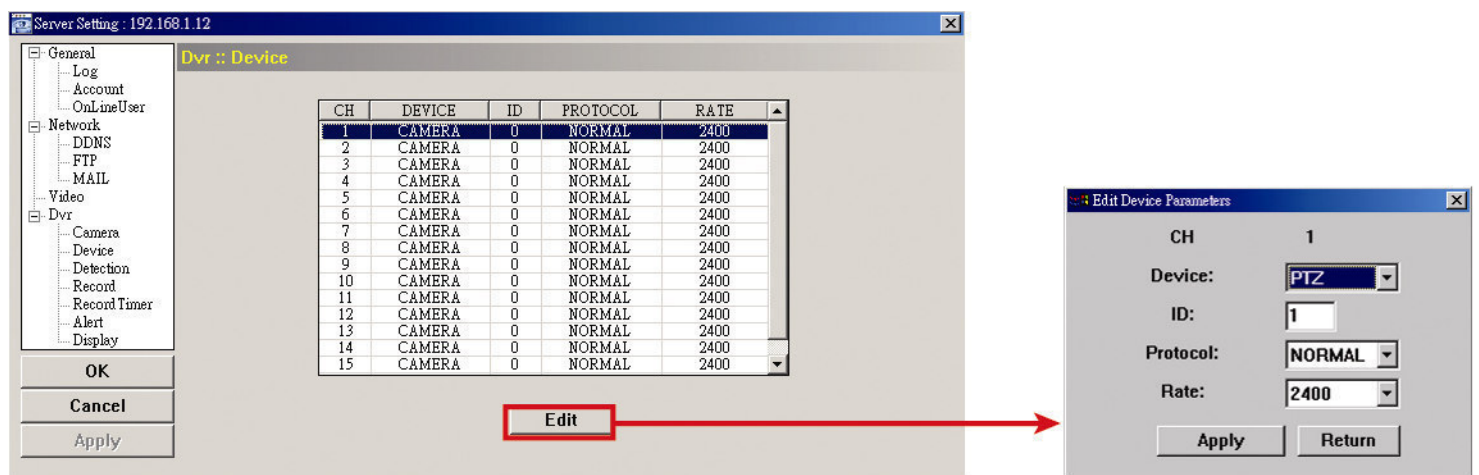 Server Setting : 192.168.1.12
General
Log
Account
OnLineUser
Network
DDNS
FTP
MAIL
Video
Dvr
Camera
Device
Detection
Record
Record Timer
Alert
Display
OK
Cancel
Apply
Dvr :: Device
CH DEVICE ID PROTOCOL RATE
1 CAMERA 0 NORMAL 2400
2 CAMERA 0 NORMAL 2400
3 CAMERA 0 NORMAL 2400
4 CAMERA 0 NORMAL 2400
5 CAMERA 0 NORMAL 2400
6 CAMERA 0 NORMAL 2400
7 CAMERA 0 NORMAL 2400
8 CAMERA 0 NORMAL 2400
9 CAMERA 0 NORMAL 2400
10 CAMERA 0 NORMAL 2400
11 CAMERA 0 NORMAL 2400
12 CAMERA 0 NORMAL 2400
13 CAMERA 0 NORMAL 2400
14 CAMERA 0 NORMAL 2400
15 CAMERA 0 NORMAL 2400
Edit
Edit Device Parameters
CH 1
Device: PTZ
ID: 1
Protocol: NORMAL
Rate: 2400
Apply Return